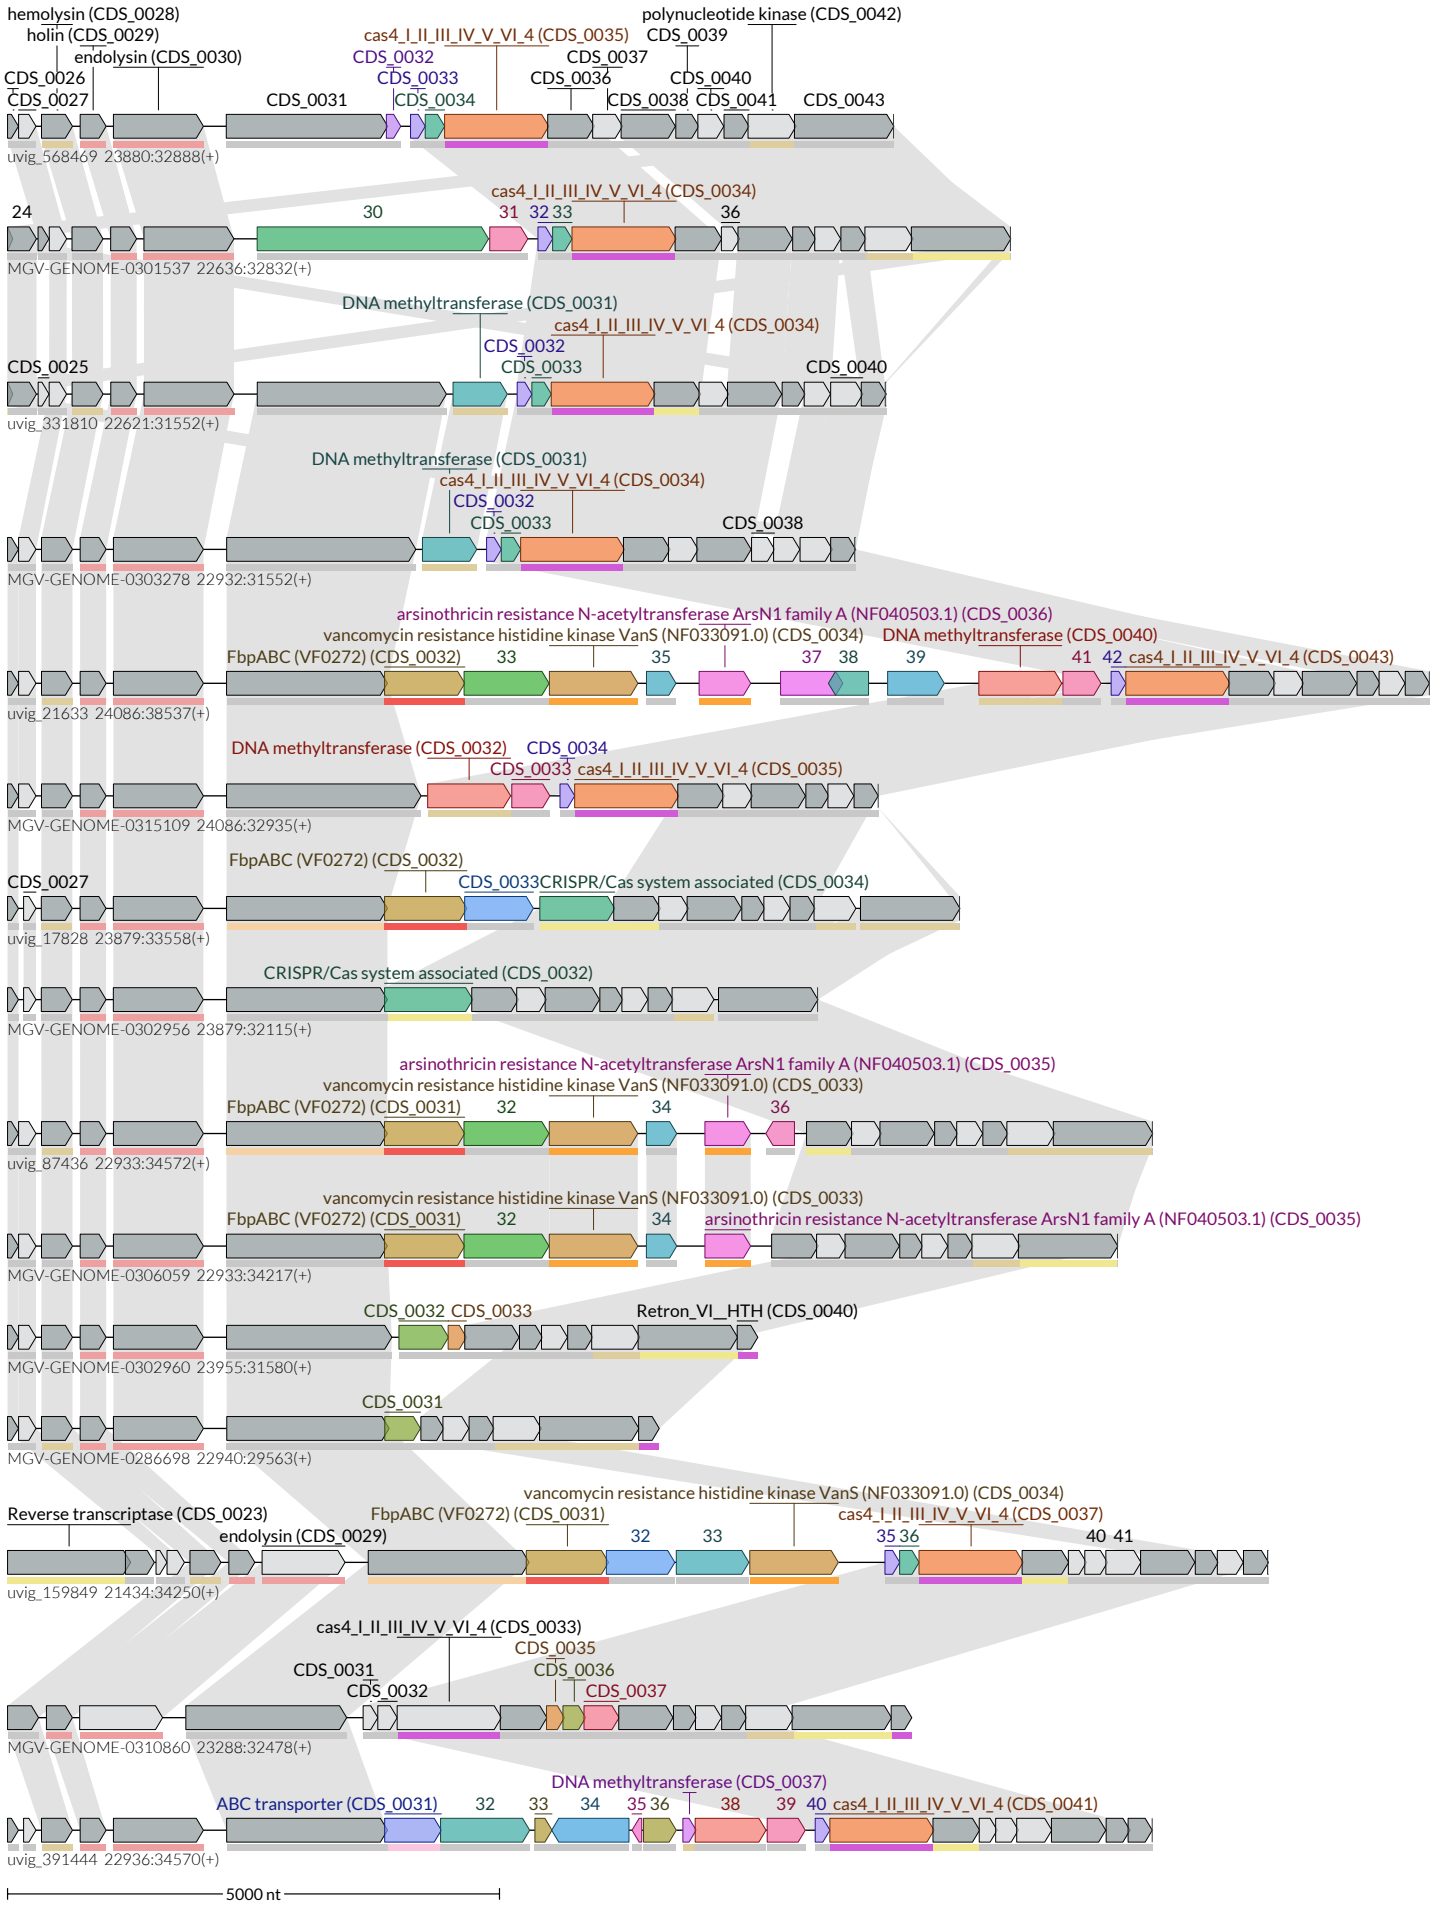 hemolysin (CDS_0028)
polynucleotide kinase (CDS_0042)
holin (CDS_0029)
cas4_I_II_III_IV_V_VI_4 (CDS_0035)
CDS_0039
endolysin (CDS_0030)
CDS_0032
CDS_0037
CDS_0026
CDS_0033
CDS_0036
CDS_0040
CDS_0027
CDS_0031
CDS_0034
CDS_0038
CDS_0041
CDS_0043
uvig_568469 23880:32888(+)
cas4_I_II_III_IV_V_VI_4 (CDS_0034)
24 30 31 32 33 36
MGV-GENOME-0301537 22636:32832(+)
DNA methyltransferase (CDS_0031)
cas4_I_II_III_IV_V_VI_4 (CDS_0034)
CDS_0032
CDS_0025
CDS_0033
CDS_0040
uvig_331810 22621:31552(+)
DNA methyltransferase (CDS_0031)
cas4_I_II_III_IV_V_VI_4 (CDS_0034)
CDS_0032
CDS_0033
CDS_0038
MGV-GENOME-0303278 22932:31552(+)
arsinothricin resistance N-acetyltransferase ArsN1 family A (NF040503.1) (CDS_0036)
vancomycin resistance histidine kinase VanS (NF033091.0) (CDS_0034)
DNA methyltransferase (CDS_0040)
FbpABC (VF0272) (CDS_0032)
33 35 37 38 39 41 42
cas4_I_II_III_IV_V_VI_4 (CDS_0043)
uvig_21633 24086:38537(+)
DNA methyltransferase (CDS_0032)
CDS_0034
CDS_0033
cas4_I_II_III_IV_V_VI_4 (CDS_0035)
MGV-GENOME-0315109 24086:32935(+)
FbpABC (VF0272) (CDS_0032)
CDS_0027
CDS_0033
CRISPR/Cas system associated (CDS_0034)
uvig_17828 23879:33558(+)
CRISPR/Cas system associated (CDS_0032)
MGV-GENOME-0302956 23879:32115(+)
arsinothricin resistance N-acetyltransferase ArsN1 family A (NF040503.1) (CDS_0035)
vancomycin resistance histidine kinase VanS (NF033091.0) (CDS_0033)
FbpABC (VF0272) (CDS_0031)
32 34 36
uvig_87436 22933:34572(+)
vancomycin resistance histidine kinase VanS (NF033091.0) (CDS_0033)
FbpABC (VF0272) (CDS_0031)
32 34
arsinothricin resistance N-acetyltransferase ArsN1 family A (NF040503.1) (CDS_0035)
MGV-GENOME-0306059 22933:34217(+)
CDS_0032
CDS_0033
Retron_VI__HTH (CDS_0040)
MGV-GENOME-0302960 23955:31580(+)
CDS_0031
MGV-GENOME-0286698 22940:29563(+)
vancomycin resistance histidine kinase VanS (NF033091.0) (CDS_0034)
Reverse transcriptase (CDS_0023)
FbpABC (VF0272) (CDS_0031)
cas4_I_II_III_IV_V_VI_4 (CDS_0037)
endolysin (CDS_0029)
32 33 35 36 40 41
uvig_159849 21434:34250(+)
cas4_I_II_III_IV_V_VI_4 (CDS_0033)
CDS_0035
CDS_0031
CDS_0036
CDS_0032
CDS_0037
MGV-GENOME-0310860 23288:32478(+)
DNA methyltransferase (CDS_0037)
ABC transporter (CDS_0031)
32 33 34 35 36 38 39 40
cas4_I_II_III_IV_V_VI_4 (CDS_0041)
uvig_391444 22936:34570(+)
5000 nt